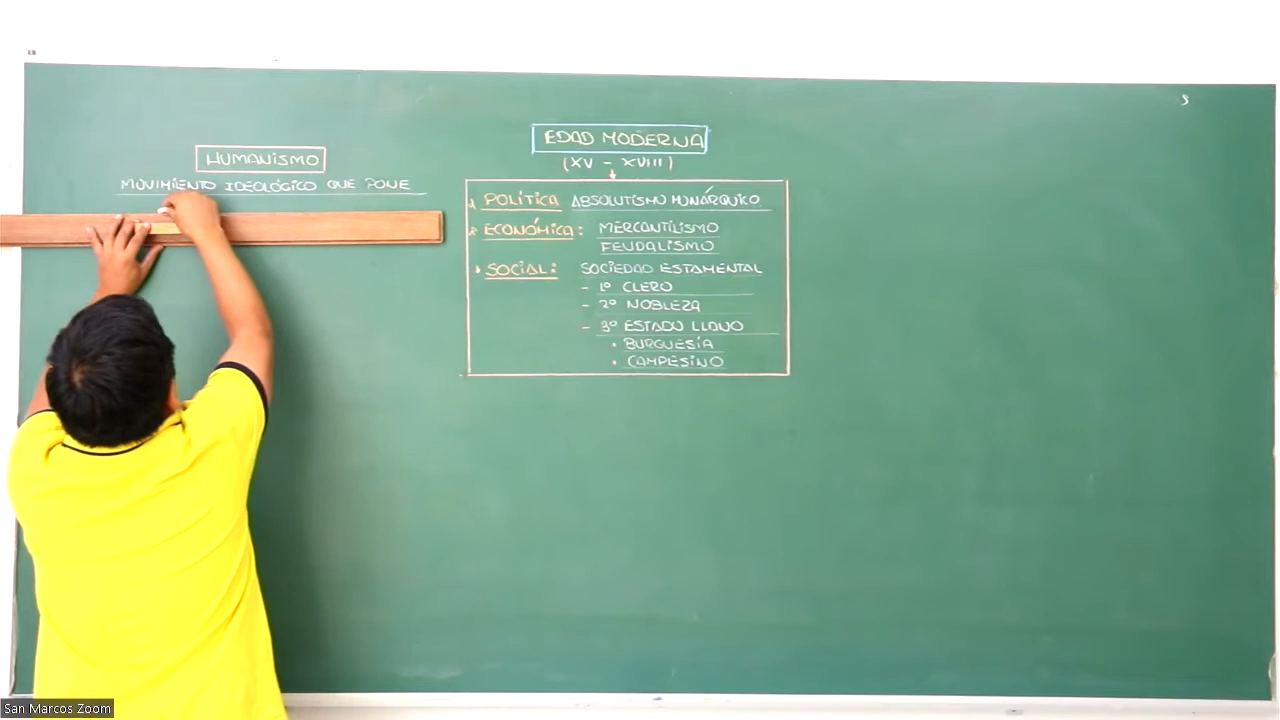 HUMANISMO
MOVIMIENTO IDEOLÓGICO QUE PONE
EDAD MODERNA
(XV - XVIII)
POLÍTICA ABSOLUTISMO MONÁRQUICO
ECONÓMICA: MERCANTILISMO
FEUDALISMO
SOCIAL: SOCIEDAD ESTAMENTAL
- 1º CLERO
- 2º NOBLEZA
- 3º ESTADO LLANO
• BURGUESÍA
• CAMPESINO
San Marcos Zoom